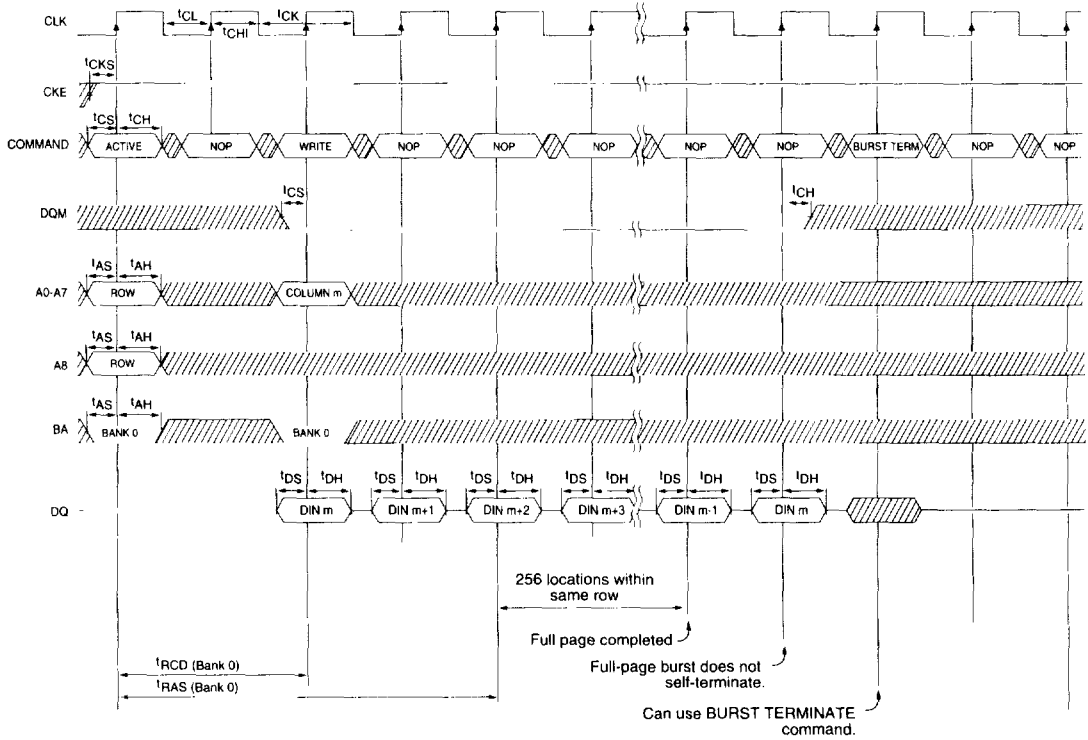 CLK
tCL
tCK
tCHI
tCKS
CKE
tCS tCH
COMMAND ACTIVE NOP WRITE NOP NOP NOP NOP NOP BURST TERM NOP NOP
tCS tCH
DQM
tAS tAH
A0-A7 ROW COLUMN m
tAS tAH
A8 ROW
tAS tAH
BA BANK 0 BANK 0
tDS tDH tDS tDH tDS tDH tDS tDH tDS tDH tDS tDH
DQ DIN m DIN m+1 DIN m+2 DIN m+3 DIN m-1 DIN m
256 locations within
same row
Full page completed
Full-page burst does not
self-terminate.
tRCD (Bank 0)
tRAS (Bank 0)
Can use BURST TERMINATE
command.